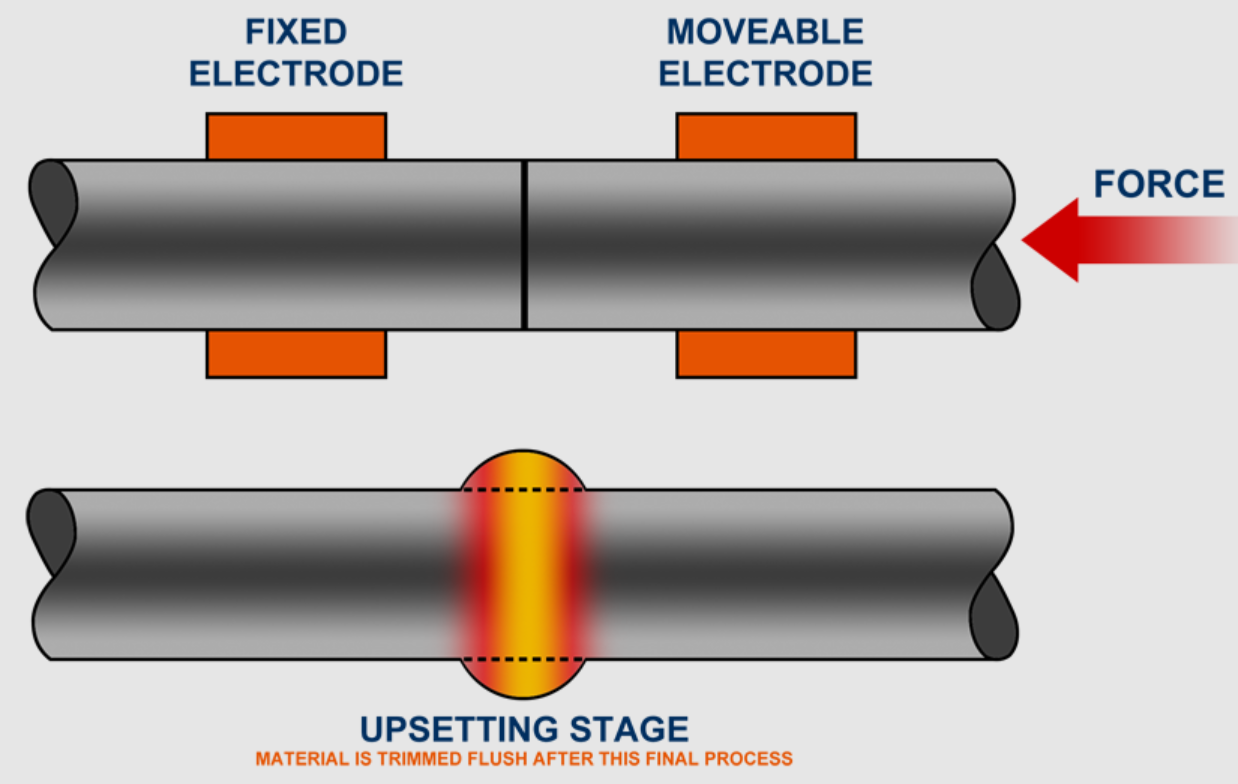 FIXED
ELECTRODE
MOVEABLE
ELECTRODE
FORCE
UPSETTING STAGE
MATERIAL IS TRIMMED FLUSH AFTER THIS FINAL PROCESS